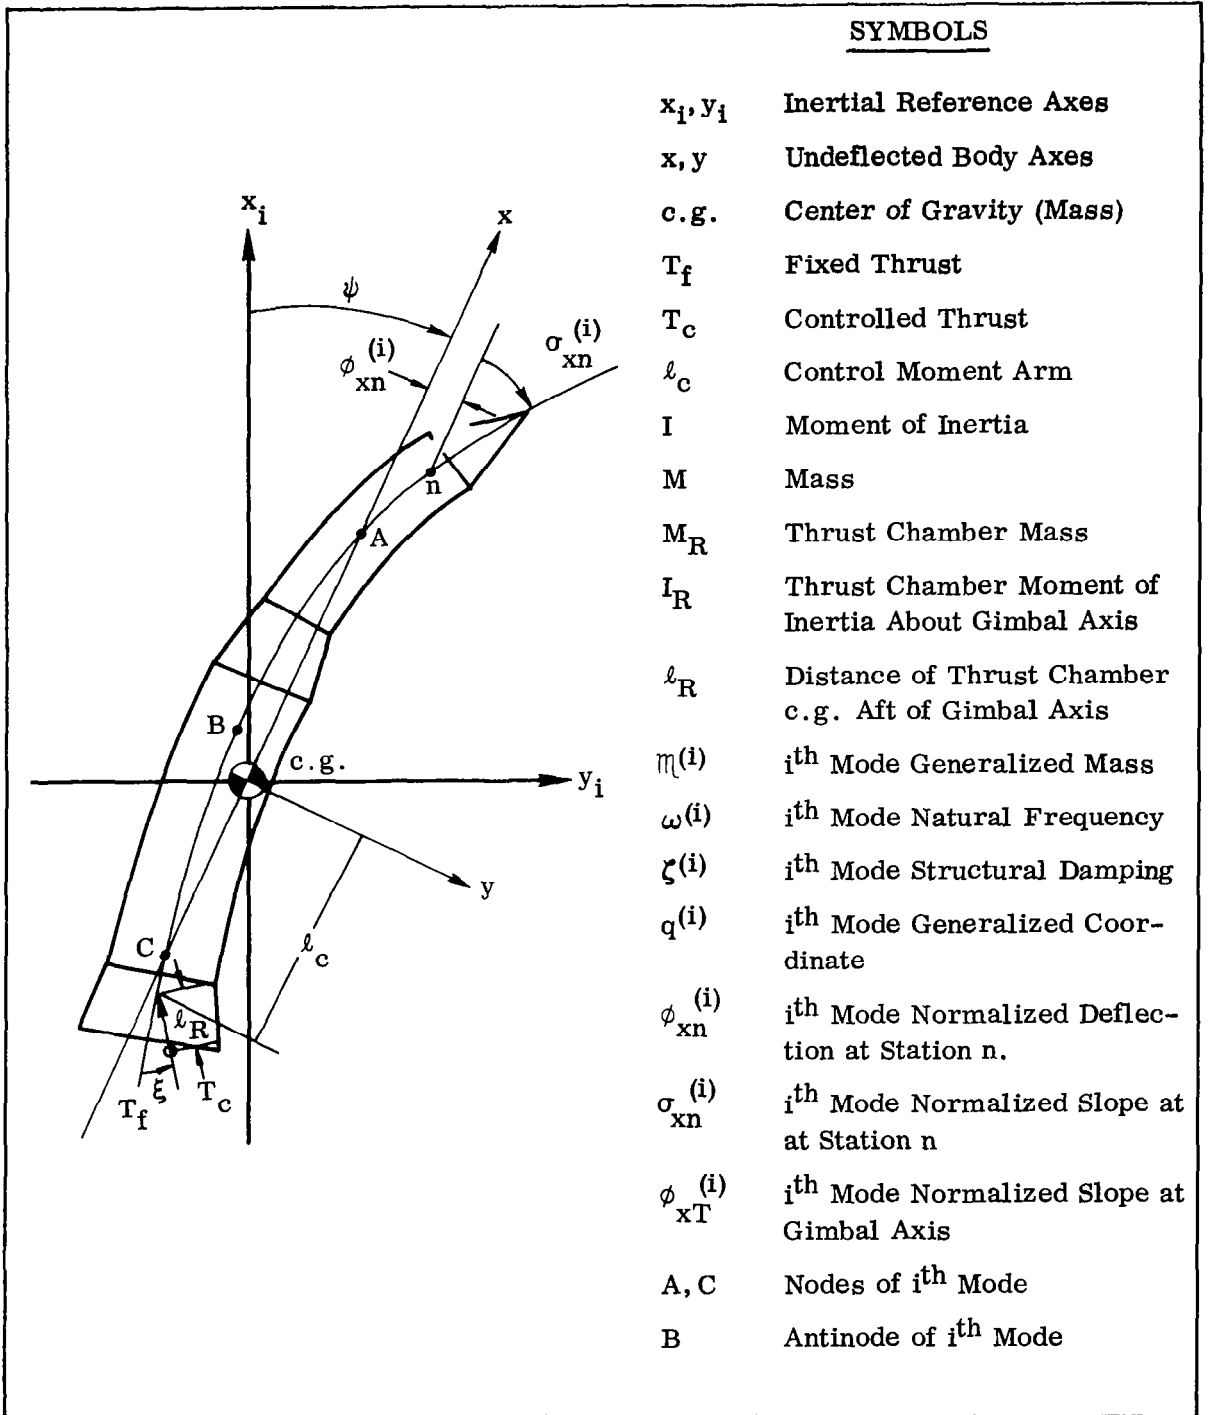 SYMBOLS
x_i, y_i Inertial Reference Axes
x, y Undeflected Body Axes
c.g. Center of Gravity (Mass)
T_f Fixed Thrust
T_c Controlled Thrust
ℓ_c Control Moment Arm
I Moment of Inertia
M Mass
M_R Thrust Chamber Mass
I_R Thrust Chamber Moment of
Inertia About Gimbal Axis
ℓ_R Distance of Thrust Chamber
c.g. Aft of Gimbal Axis
𝔐^(i) i^th Mode Generalized Mass
ω^(i) i^th Mode Natural Frequency
ζ^(i) i^th Mode Structural Damping
q^(i) i^th Mode Generalized Coor-
dinate
ϕ_xn^(i) i^th Mode Normalized Deflec-
tion at Station n.
σ_xn^(i) i^th Mode Normalized Slope at
at Station n
ϕ_xT^(i) i^th Mode Normalized Slope at
Gimbal Axis
A, C Nodes of i^th Mode
B Antinode of i^th Mode
x_i
x
ψ
ϕ_xn^(i)
σ_xn^(i)
n
A
B
c.g.
y_i
y
C
ℓ_c
ℓ_R
ξ
T_f
T_c